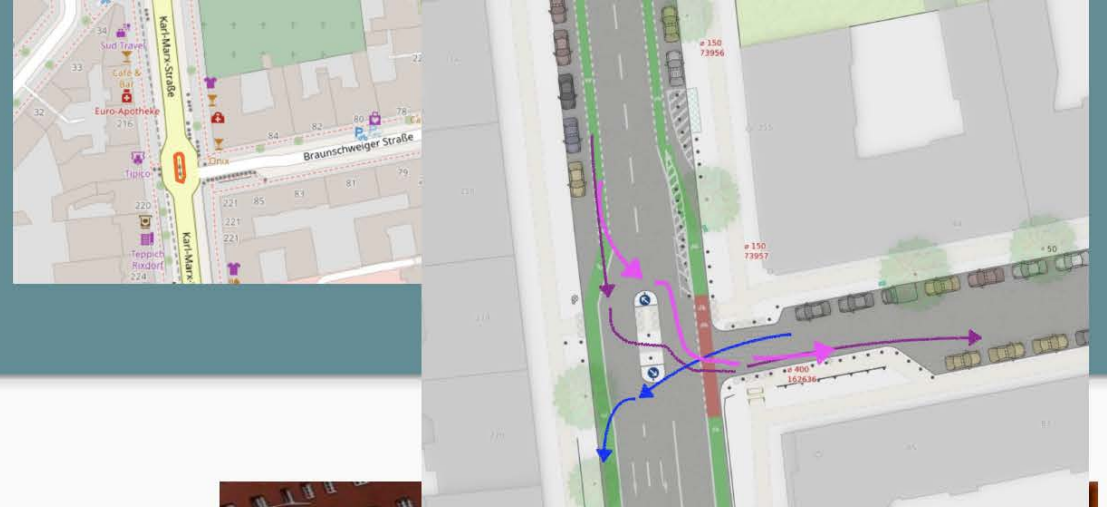 34
Sud Travel
33
Café &
Bar
32
Euro-Apotheke
216
Karl-Marx-Straße
84
82
80
78
Braunschweiger Straße
Onix
Tipico
220
221
85
83
81
79
221
221
Teppich
Rixdorf
224
Karl-Marx-
ø 150
73956
ø 150
73957
50
ø 400
162636